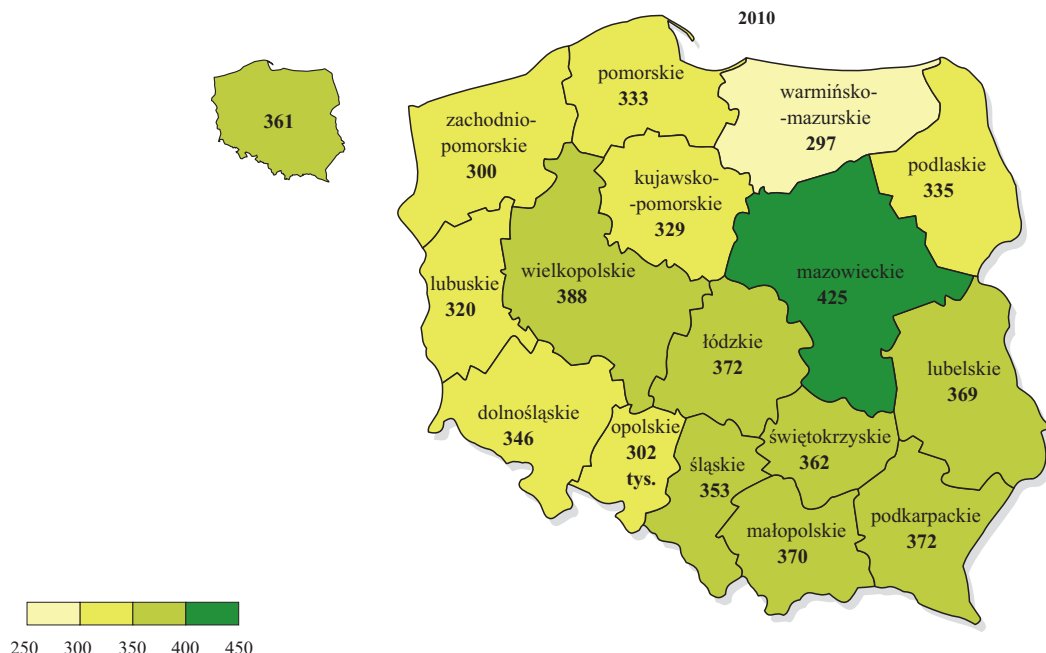 2010
361
pomorskie
333
warmińsko-
-mazurskie
297
zachodnio-
pomorskie
300
podlaskie
335
kujawsko-
-pomorskie
329
wielkopolskie
388
mazowieckie
425
lubuskie
320
łódzkie
372
lubelskie
369
dolnośląskie
346
opolskie
302
tys.
świętokrzyskie
362
śląskie
353
małopolskie
370
podkarpackie
372
250 300 350 400 450